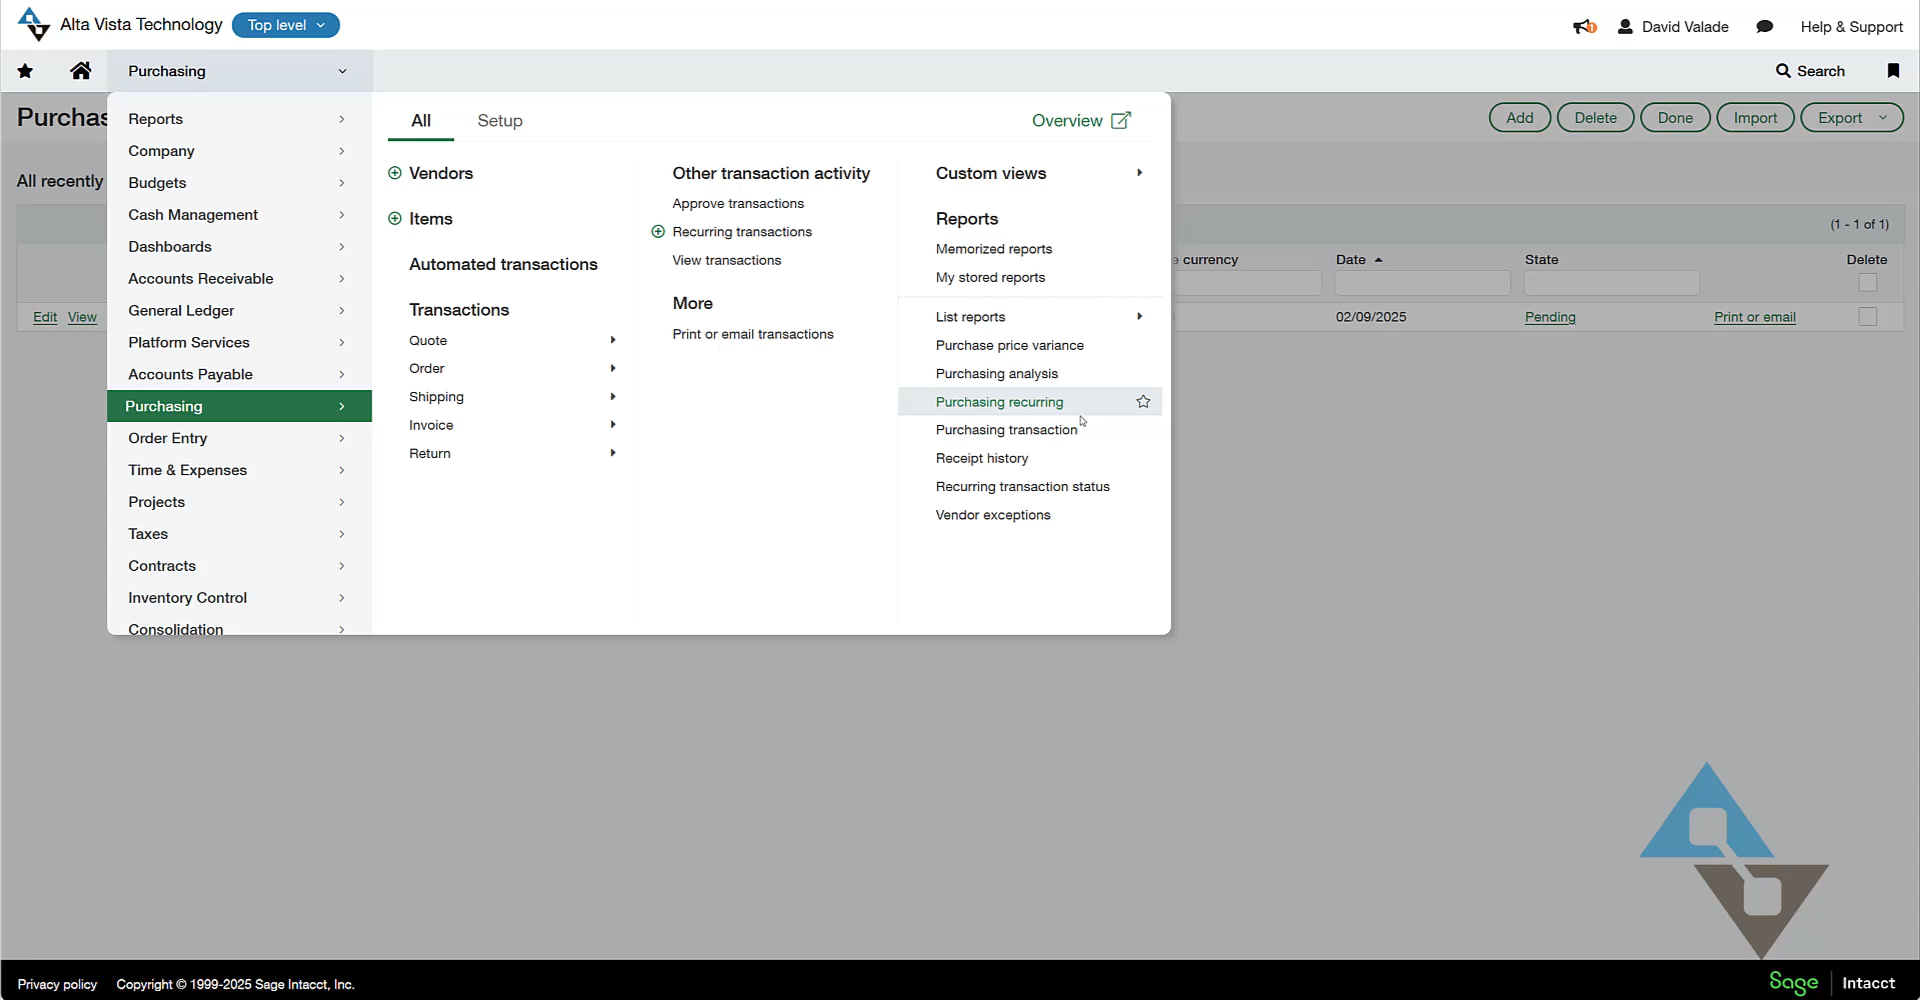 Alta Vista Technology Top level
1 David Valade Help & Support
Purchasing Search
Purchas
Add Delete Done Import Export
All recently
(1 - 1 of 1)
currency Date State Delete
Edit View 02/09/2025 Pending Print or email
Reports
Company
Budgets
Cash Management
Dashboards
Accounts Receivable
General Ledger
Platform Services
Accounts Payable
Purchasing
Order Entry
Time & Expenses
Projects
Taxes
Contracts
Inventory Control
Consolidation
All Setup Overview
Vendors
Items
Automated transactions
Transactions
Quote
Order
Shipping
Invoice
Return
Other transaction activity
Approve transactions
Recurring transactions
View transactions
More
Print or email transactions
Custom views
Reports
Memorized reports
My stored reports
List reports
Purchase price variance
Purchasing analysis
Purchasing recurring
Purchasing transaction
Receipt history
Recurring transaction status
Vendor exceptions
Privacy policy Copyright © 1999-2025 Sage Intacct, Inc. Sage Intacct